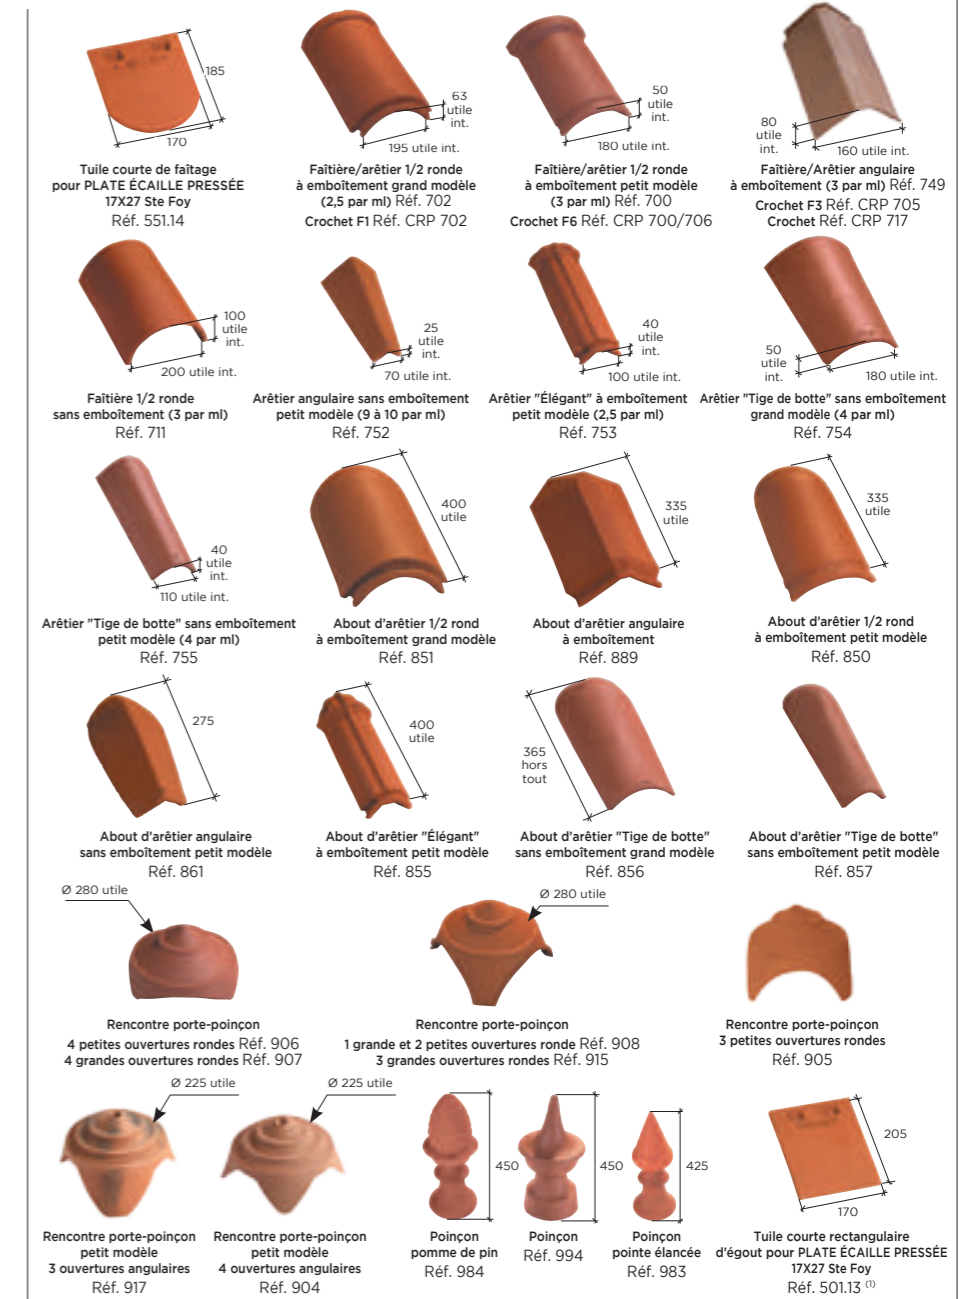 185
170
Tuile courte de faîtage
pour PLATE ÉCAILLE PRESSÉE
17X27 Ste Foy
Réf. 551.14
63
utile
int.
195 utile int.
Faîtière/arêtier 1/2 ronde
à emboîtement grand modèle
(2,5 par ml) Réf. 702
Crochet F1 Réf. CRP 702
50
utile
int.
180 utile int.
Faîtière/arêtier 1/2 ronde
à emboîtement petit modèle
(3 par ml) Réf. 700
Crochet F6 Réf. CRP 700/706
80
utile
int.
160 utile int.
Faîtière/Arêtier angulaire
à emboîtement (3 par ml) Réf. 749
Crochet F3 Réf. CRP 705
Crochet Réf. CRP 717
100
utile
int.
200 utile int.
Faîtière 1/2 ronde
sans emboîtement (3 par ml)
Réf. 711
25
utile
int.
70 utile int.
Arêtier angulaire sans emboîtement
petit modèle (9 à 10 par ml)
Réf. 752
40
utile
int.
100 utile int.
Arêtier "Élégant" à emboîtement
petit modèle (2,5 par ml)
Réf. 753
50
utile
int.
180 utile int.
Arêtier "Tige de botte" sans emboîtement
grand modèle (4 par ml)
Réf. 754
40
utile
int.
110 utile int.
Arêtier "Tige de botte" sans emboîtement
petit modèle (4 par ml)
Réf. 755
400
utile
About d'arêtier 1/2 rond
à emboîtement grand modèle
Réf. 851
335
utile
About d'arêtier angulaire
à emboîtement
Réf. 889
335
utile
About d'arêtier 1/2 rond
à emboîtement petit modèle
Réf. 850
275
About d'arêtier angulaire
sans emboîtement petit modèle
Réf. 861
400
utile
About d'arêtier "Élégant"
à emboîtement petit modèle
Réf. 855
365
hors
tout
About d'arêtier "Tige de botte"
sans emboîtement grand modèle
Réf. 856
About d'arêtier "Tige de botte"
sans emboîtement petit modèle
Réf. 857
Ø 280 utile
Rencontre porte-poinçon
4 petites ouvertures rondes Réf. 906
4 grandes ouvertures rondes Réf. 907
Ø 280 utile
Rencontre porte-poinçon
1 grande et 2 petites ouvertures ronde Réf. 908
3 grandes ouvertures rondes Réf. 915
Rencontre porte-poinçon
3 petites ouvertures rondes
Réf. 905
Ø 225 utile
Rencontre porte-poinçon
petit modèle
3 ouvertures angulaires
Réf. 917
Ø 225 utile
Rencontre porte-poinçon
petit modèle
4 ouvertures angulaires
Réf. 904
450
Poinçon
pomme de pin
Réf. 984
450
Poinçon
Réf. 994
425
Poinçon
pointe élancée
Réf. 983
205
170
Tuile courte rectangulaire
d'égout pour PLATE ÉCAILLE PRESSÉE
17X27 Ste Foy
Réf. 501.13 (1)